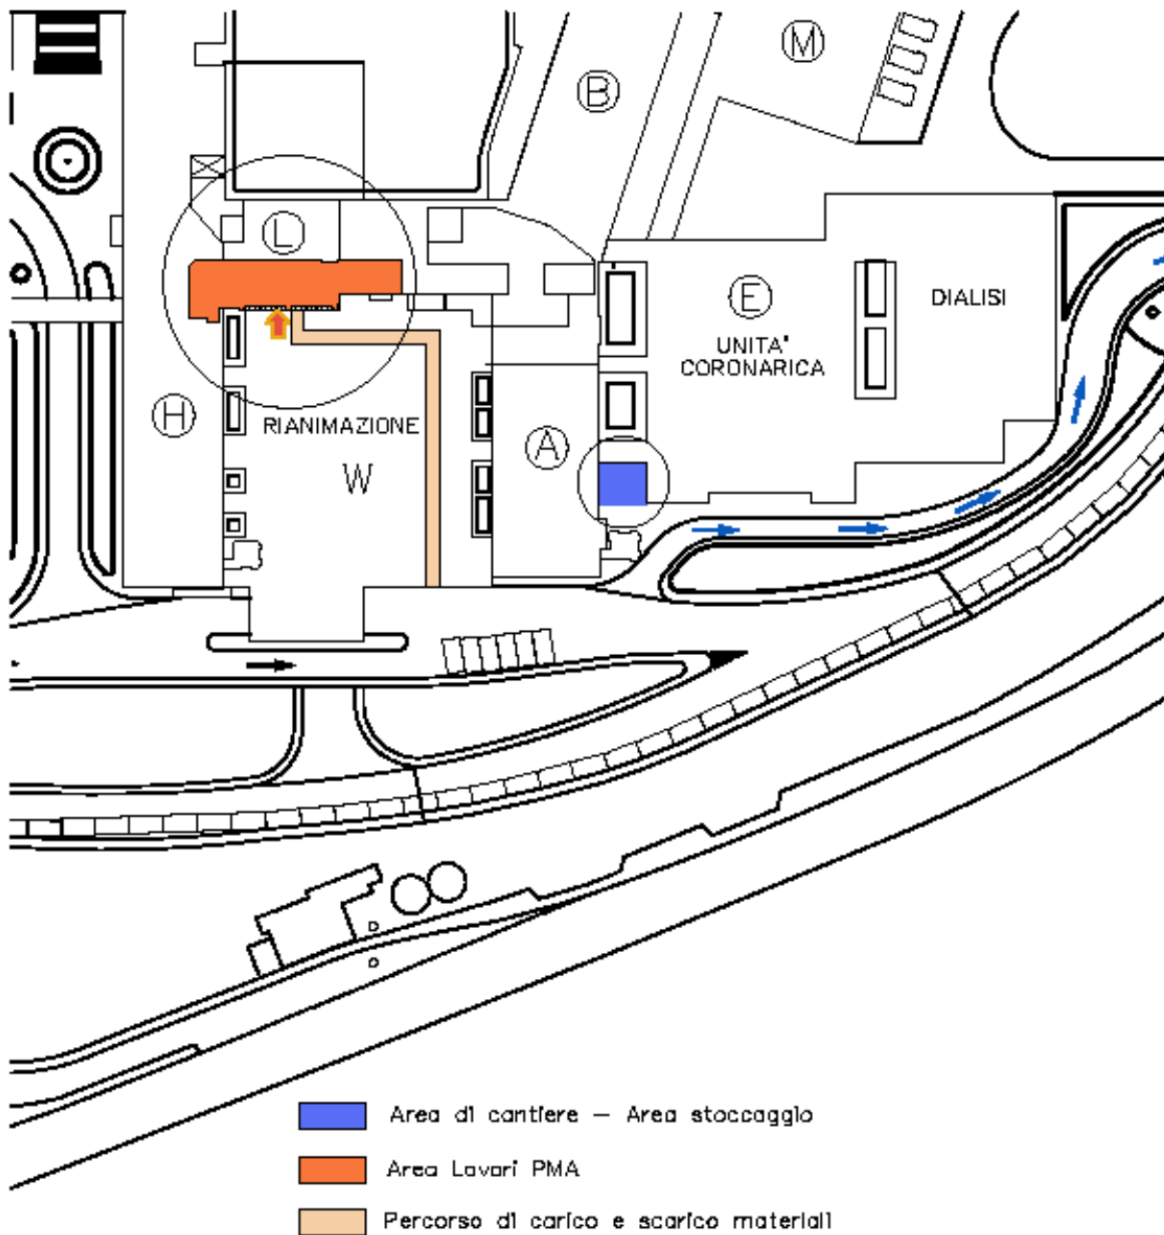 M
B
L
E
DIALISI
UNITA'
CORONARICA
H
RIANIMAZIONE
A
W
Area di cantiere – Area stoccaggio
Area Lavori PMA
Percorso di carico e scarico materiali